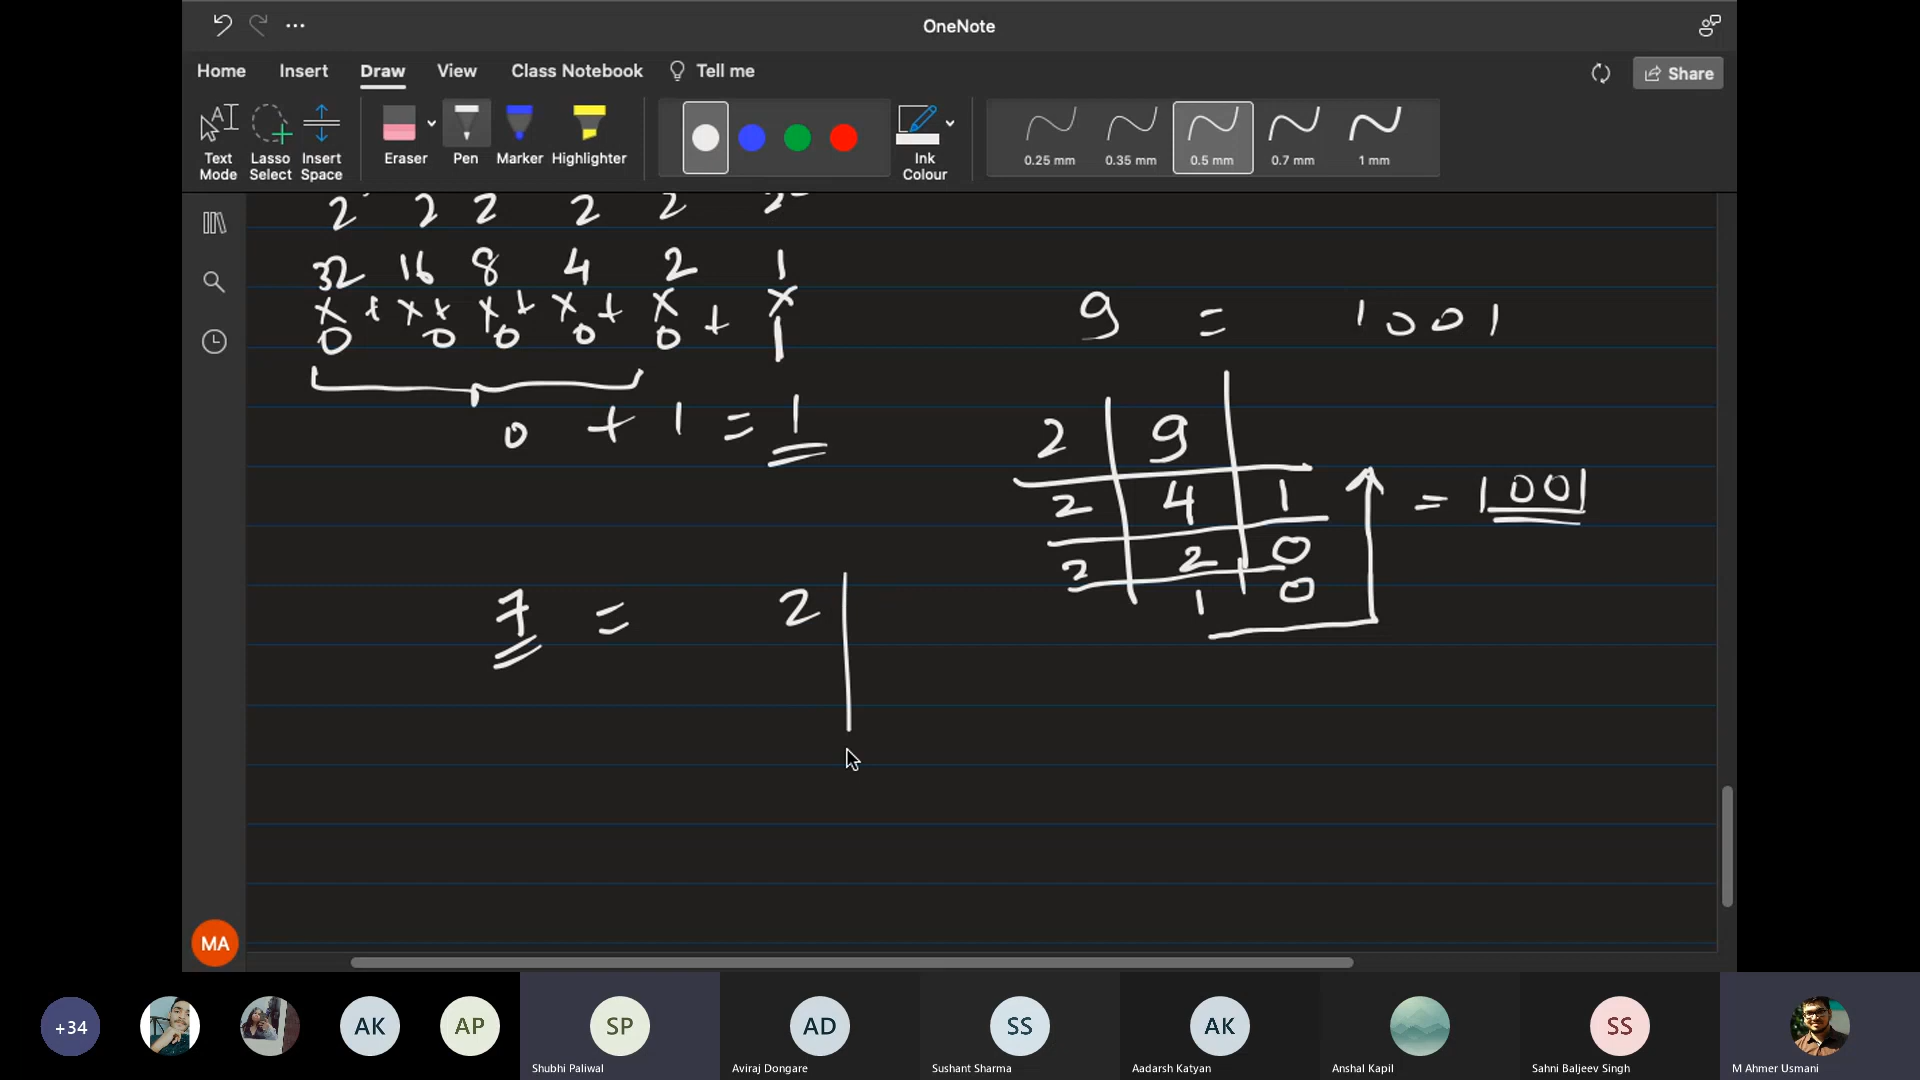 OneNote
Home Insert Draw View Class Notebook Tell me
Share
Text Mode
Lasso Select
Insert Space
Eraser
Pen
Marker
Highlighter
Ink Colour
0.25 mm
0.35 mm
0.5 mm
0.7 mm
1 mm
2 2 2 2 2
32 16 8 4 2 1
x + x + x + x + x + x
0 0 0 0 0 1
0 + 1 = 1
9 = 1001
2 9
2 4 1
2 2 0
1 0
= 1001
7 = 2
MA
+34
AK
AP
SP
AD
SS
AK
SS
Shubhi Paliwal
Aviraj Dongare
Sushant Sharma
Aadarsh Katyan
Anshal Kapil
Sahni Baljeev Singh
M Ahmer Usmani